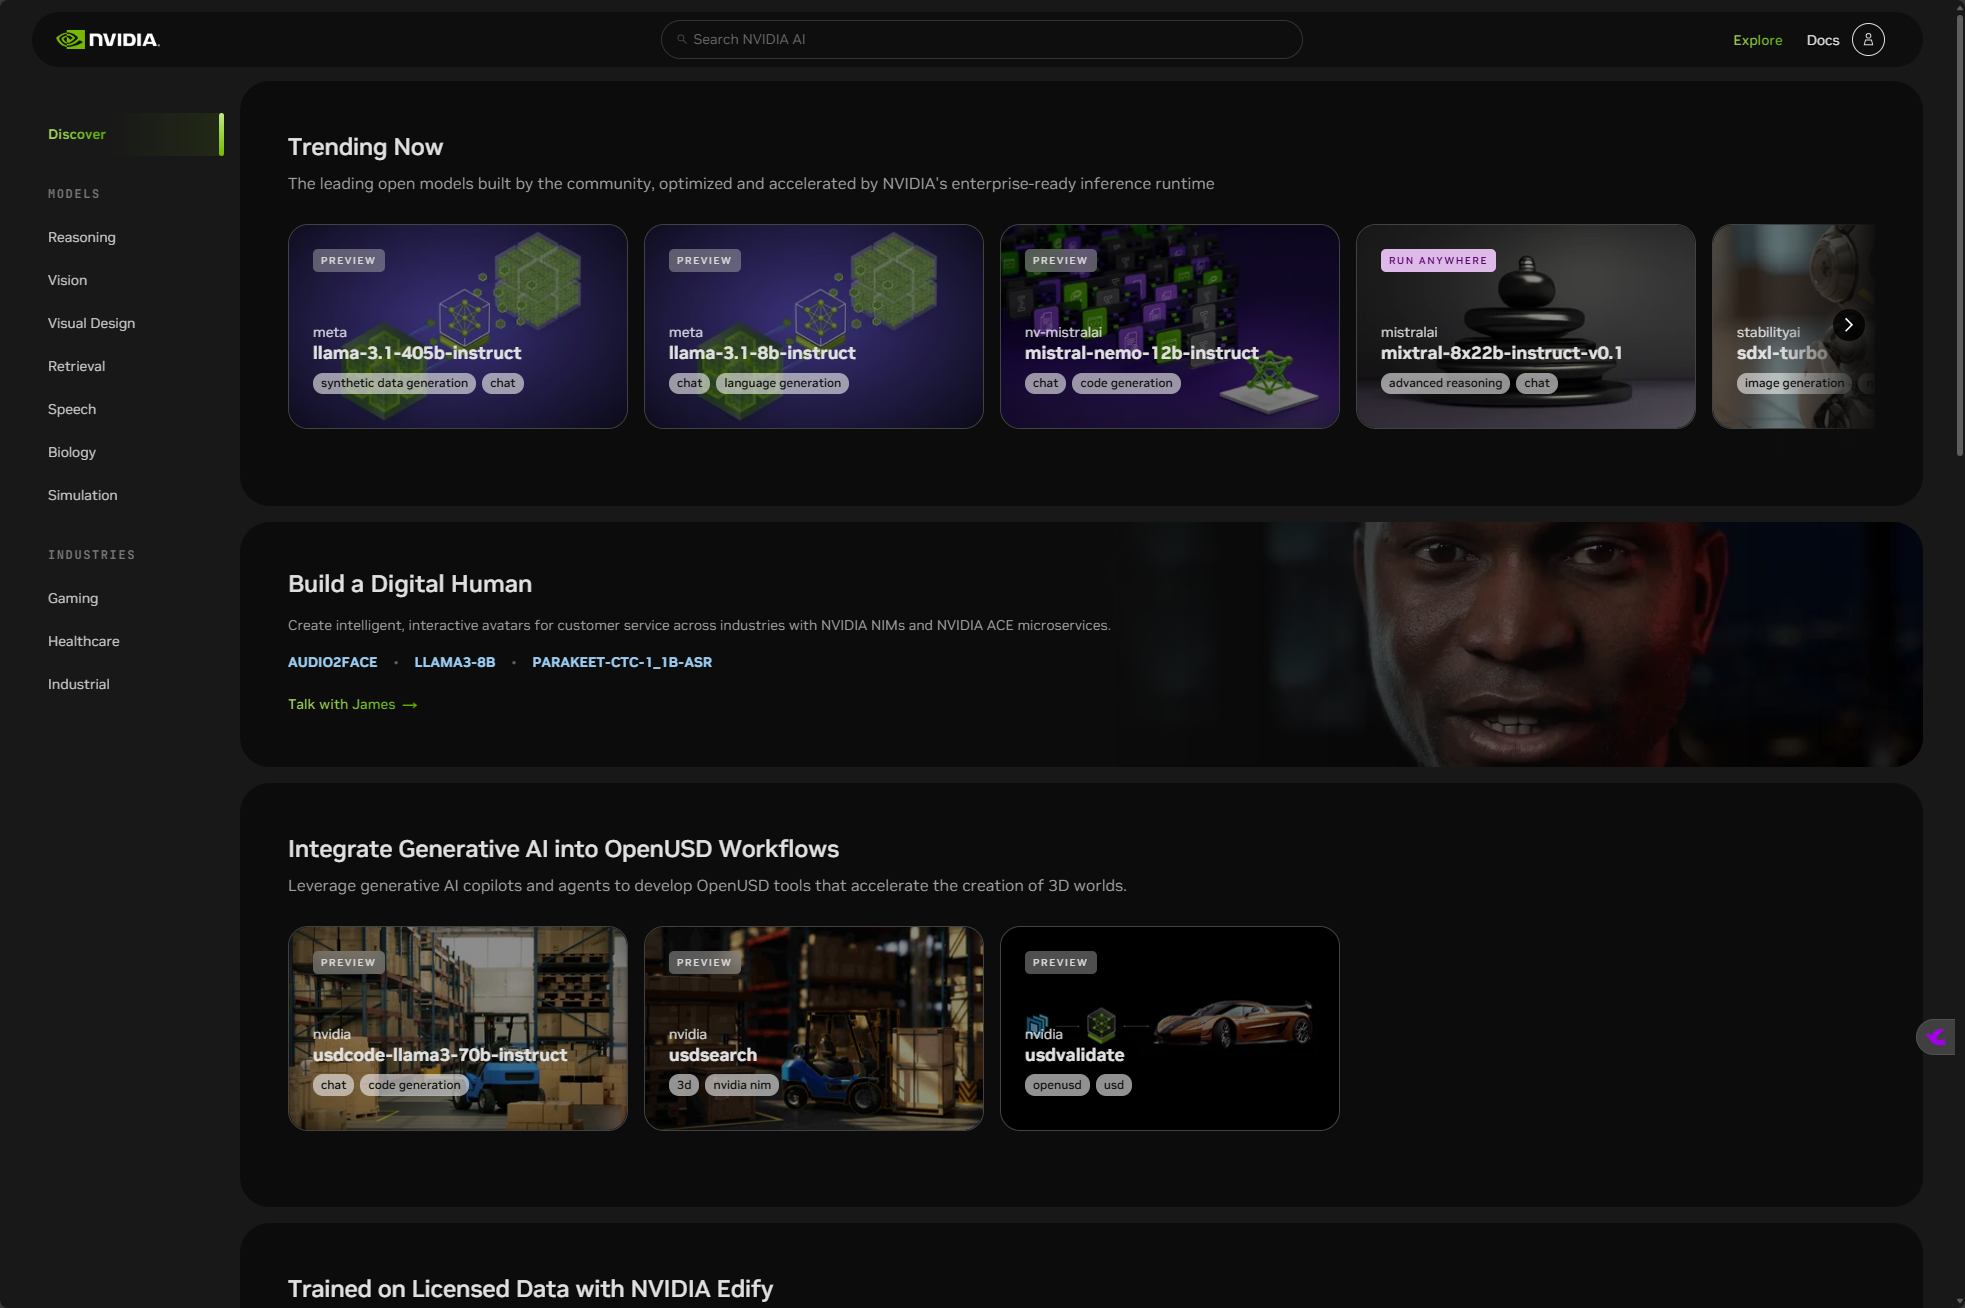 NVIDIA.
Search NVIDIA AI
Explore
Docs
Discover
MODELS
Reasoning
Vision
Visual Design
Retrieval
Speech
Biology
Simulation
INDUSTRIES
Gaming
Healthcare
Industrial
Trending Now
The leading open models built by the community, optimized and accelerated by NVIDIA's enterprise-ready inference runtime
PREVIEW
meta
llama-3.1-405b-instruct
synthetic data generation chat
PREVIEW
meta
llama-3.1-8b-instruct
chat language generation
PREVIEW
nv-mistralai
mistral-nemo-12b-instruct
chat code generation
RUN ANYWHERE
mistralai
mixtral-8x22b-instruct-v0.1
advanced reasoning chat
stabilityai
sdxl-turbo
image generation
Build a Digital Human
Create intelligent, interactive avatars for customer service across industries with NVIDIA NIMs and NVIDIA ACE microservices.
AUDIO2FACE • LLAMA3-8B • PARAKEET-CTC-1_1B-ASR
Talk with James →
Integrate Generative AI into OpenUSD Workflows
Leverage generative AI copilots and agents to develop OpenUSD tools that accelerate the creation of 3D worlds.
PREVIEW
nvidia
usdcode-llama3-70b-instruct
chat code generation
PREVIEW
nvidia
usdsearch
3d nvidia nim
PREVIEW
nvidia
usdvalidate
openusd usd
Trained on Licensed Data with NVIDIA Edify